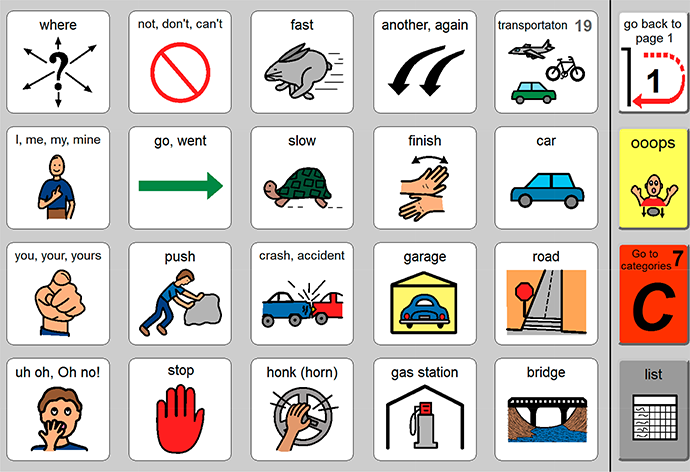 where
not, don't, can't
fast
another, again
transportaton 19
go back to
page 1
1
I, me, my, mine
go, went
slow
finish
car
ooops
you, your, yours
push
crash, accident
garage
road
Go to
categories 7
C
uh oh, Oh no!
stop
honk (horn)
gas station
bridge
list